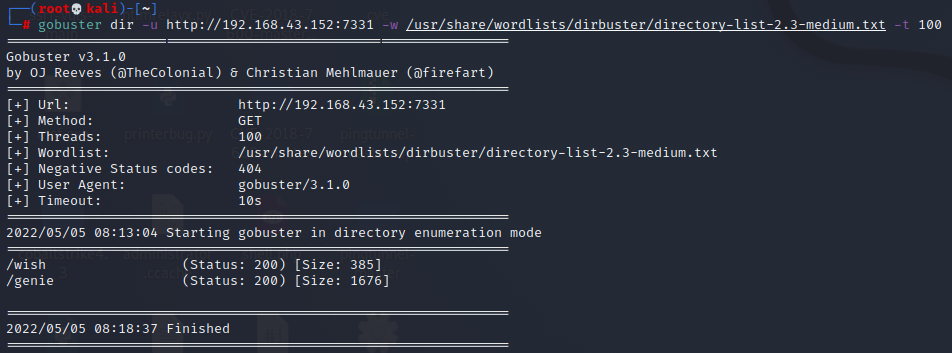 ┌──(root💀kali)-[~]
└─# gobuster dir -u http://192.168.43.152:7331 -w /usr/share/wordlists/dirbuster/directory-list-2.3-medium.txt -t 100
===============================================================
Gobuster v3.1.0
by OJ Reeves (@TheColonial) & Christian Mehlmauer (@firefart)
===============================================================
[+] Url:                     http://192.168.43.152:7331
[+] Method:                  GET
[+] Threads:                 100
[+] Wordlist:                /usr/share/wordlists/dirbuster/directory-list-2.3-medium.txt
[+] Negative Status codes:   404
[+] User Agent:              gobuster/3.1.0
[+] Timeout:                 10s
===============================================================
2022/05/05 08:13:04 Starting gobuster in directory enumeration mode
===============================================================
/wish                 (Status: 200) [Size: 385]
/genie                (Status: 200) [Size: 1676]

===============================================================
2022/05/05 08:18:37 Finished
===============================================================